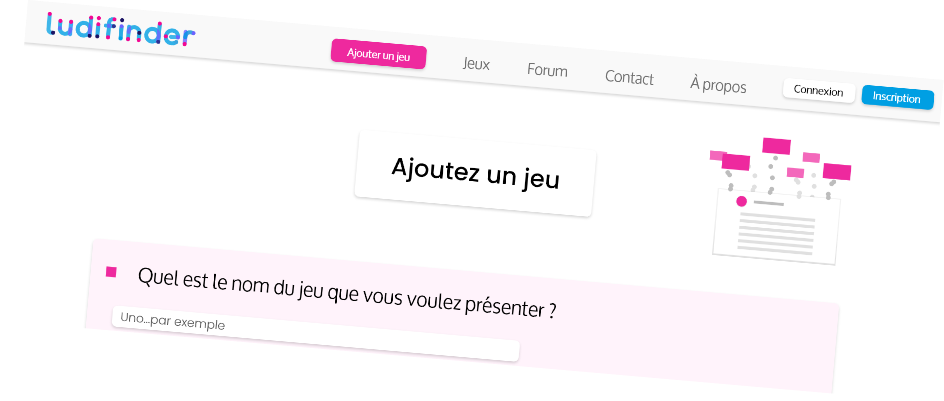 ludifinder
Ajouter un jeu
Jeux
Forum
Contact
À propos
Connexion
Inscription
Ajoutez un jeu
Quel est le nom du jeu que vous voulez présenter ?
Uno...par exemple